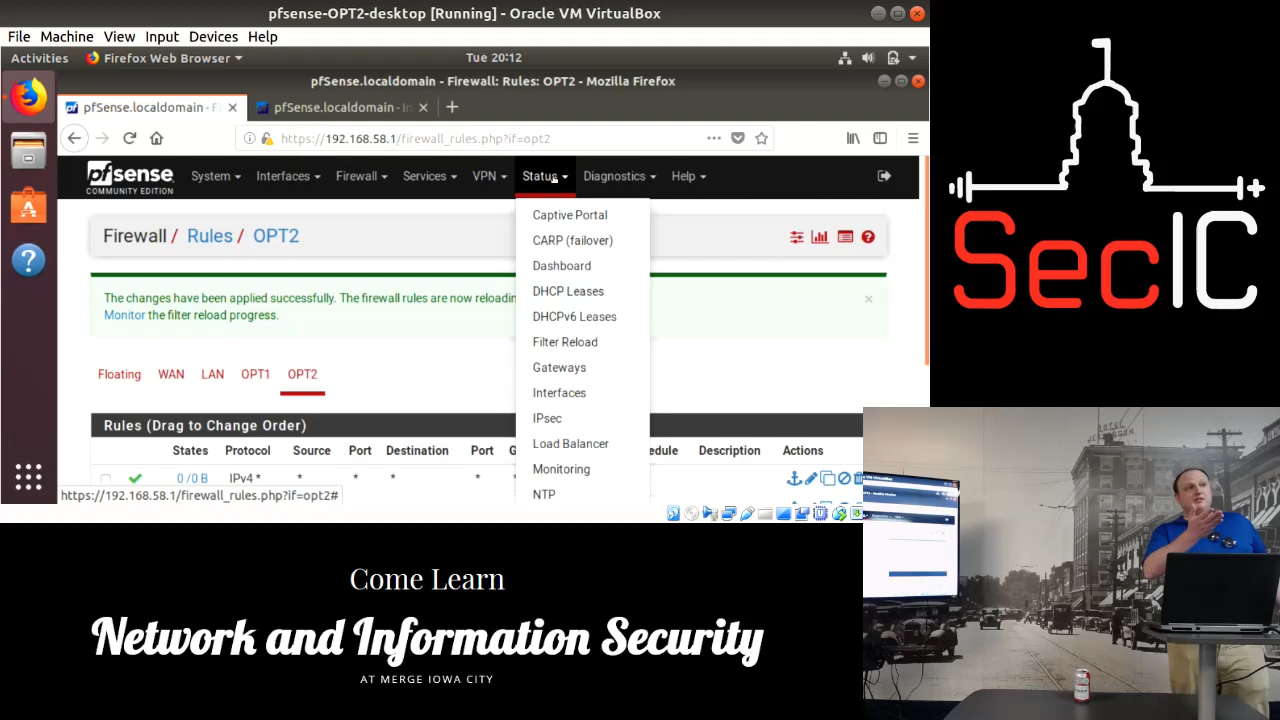 pfsense-OPT2-desktop [Running] - Oracle VM VirtualBox
File Machine View Input Devices Help
Activities Firefox Web Browser Tue 20:12
pfSense.localdomain - Firewall: Rules: OPT2 - Mozilla Firefox
pfSense.localdomain - F pfSense.localdomain - In
https://192.168.58.1/firewall_rules.php?if=opt2
pfsense System Interfaces Firewall Services VPN Status Diagnostics Help
COMMUNITY EDITION
Captive Portal
CARP (failover)
Dashboard
DHCP Leases
DHCPv6 Leases
Filter Reload
Gateways
Interfaces
IPsec
Load Balancer
Monitoring
NTP
Firewall / Rules / OPT2
The changes have been applied successfully. The firewall rules are now reloading
Monitor the filter reload progress.
Floating WAN LAN OPT1 OPT2
Rules (Drag to Change Order)
States Protocol Source Port Destination Port G edule Description Actions
0 /0 B IPv4 * * * * *
https://192.168.58.1/firewall_rules.php?if=opt2#
SecIC
Come Learn
Network and Information Security
AT MERGE IOWA CITY
HOTEL
JEFFERSON